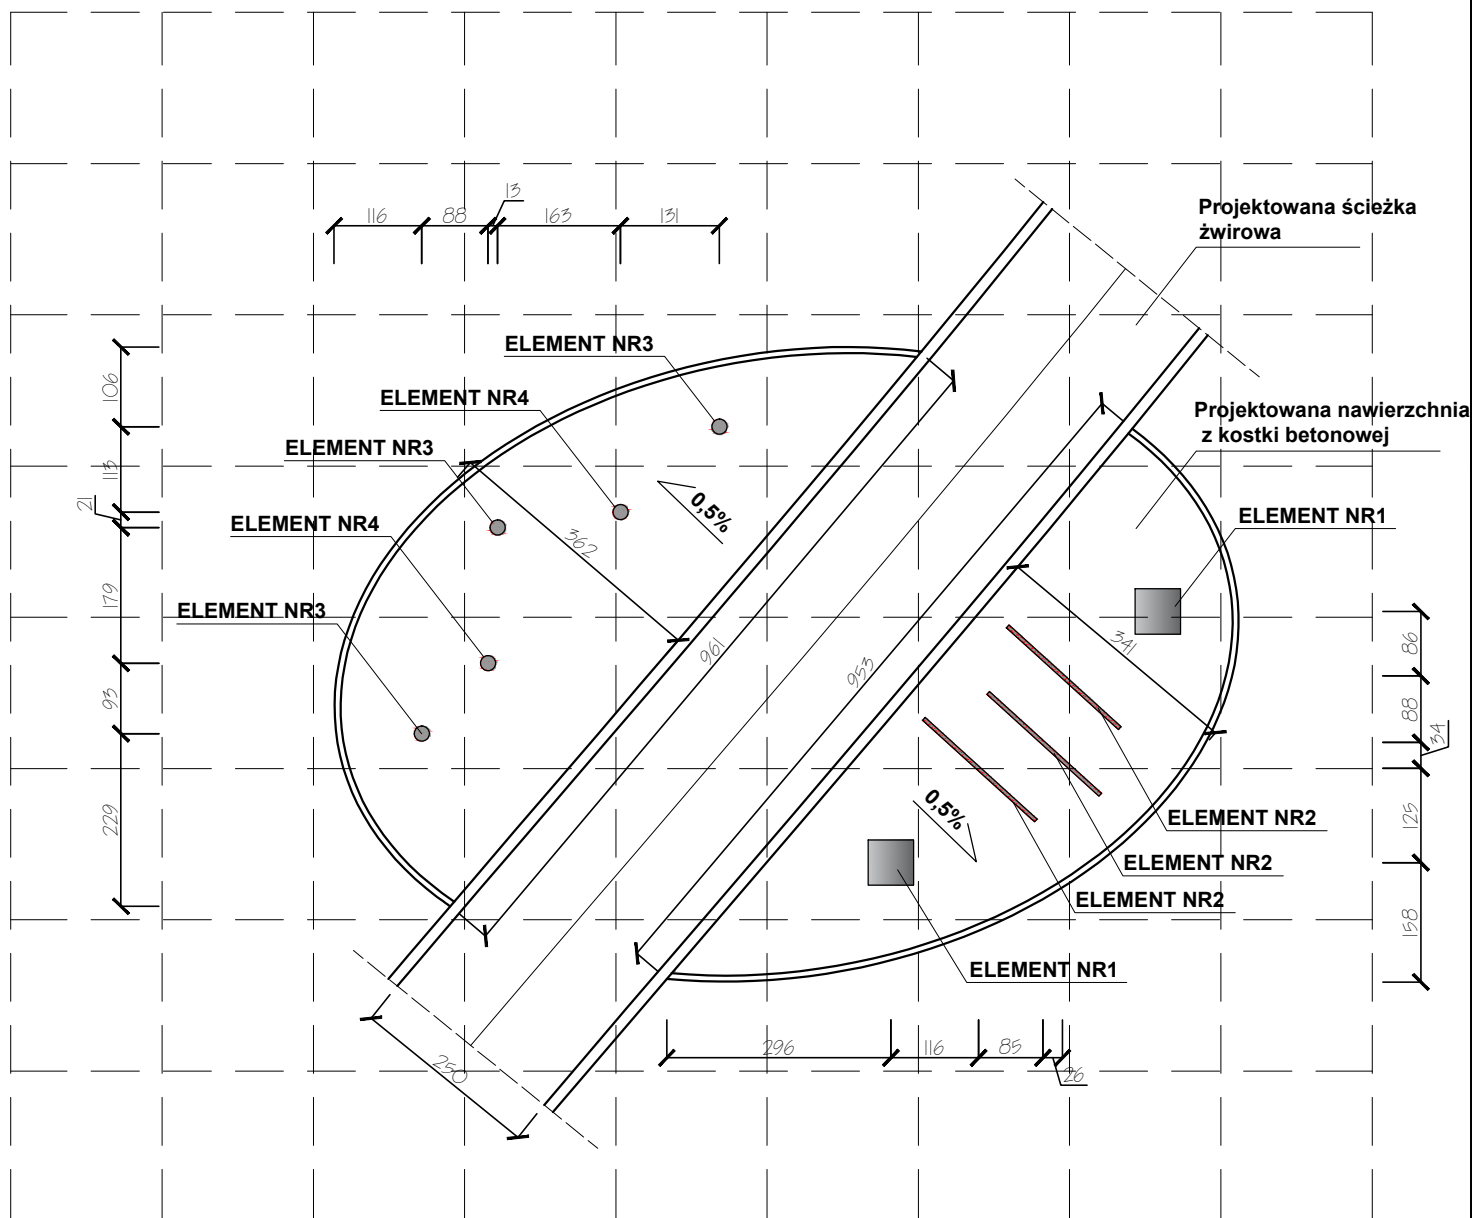 13
116
88
163
131
Projektowana ścieżka
żwirowa
ELEMENT NR3
106
ELEMENT NR4
Projektowana nawierzchnia
z kostki betonowej
ELEMENT NR3
113
21
0,5%
ELEMENT NR1
ELEMENT NR4
362
179
ELEMENT NR3
86
341
961
953
93
88
34
0,5%
ELEMENT NR2
229
125
ELEMENT NR2
ELEMENT NR2
158
ELEMENT NR1
296
116
85
26
250